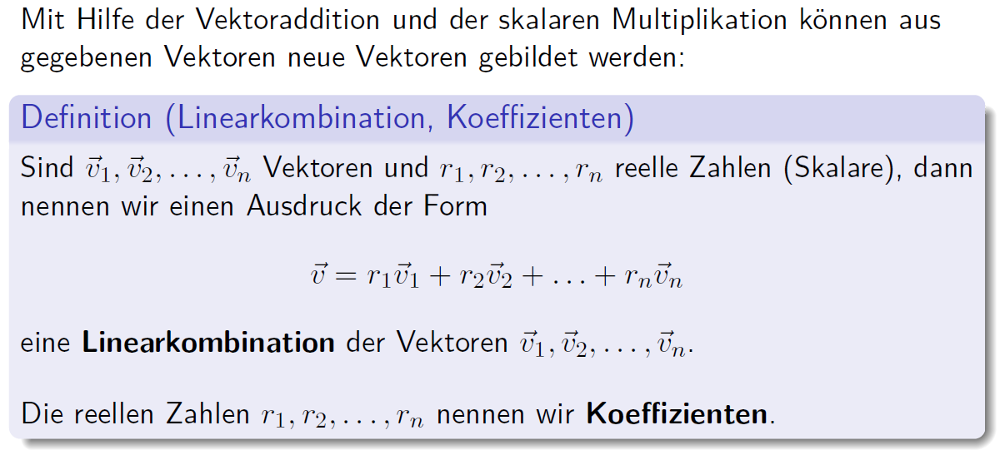 Mit Hilfe der Vektoraddition und der skalaren Multiplikation können aus
gegebenen Vektoren neue Vektoren gebildet werden:
Definition (Linearkombination, Koeffizienten)
Sind $\vec{v}_1, \vec{v}_2, \ldots, \vec{v}_n$ Vektoren und $r_1, r_2, \ldots, r_n$ reelle Zahlen (Skalare), dann
nennen wir einen Ausdruck der Form
$\vec{v} = r_1\vec{v}_1 + r_2\vec{v}_2 + \ldots + r_n\vec{v}_n$
eine Linearkombination der Vektoren $\vec{v}_1, \vec{v}_2, \ldots, \vec{v}_n$.
Die reellen Zahlen $r_1, r_2, \ldots, r_n$ nennen wir Koeffizienten.